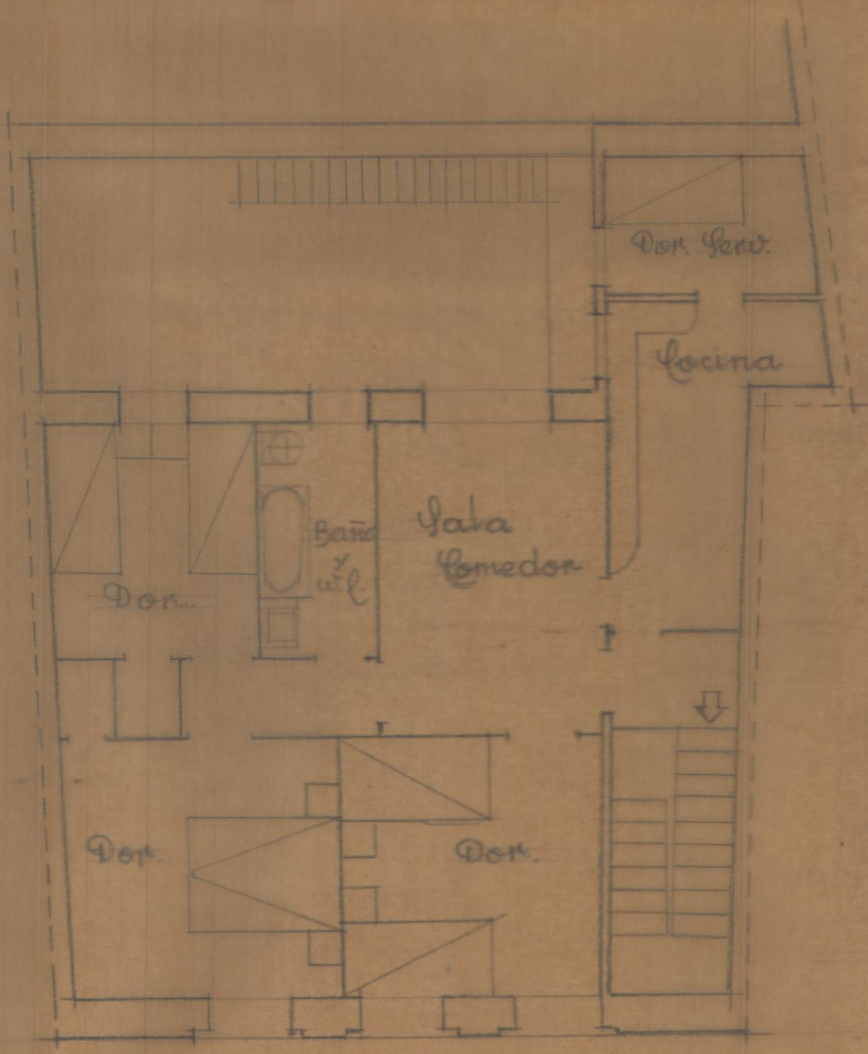 Dor. Serv.
Cocina
Sala
Comedor
Baño
y
w.c.
Dor.
Dor.
Dor.